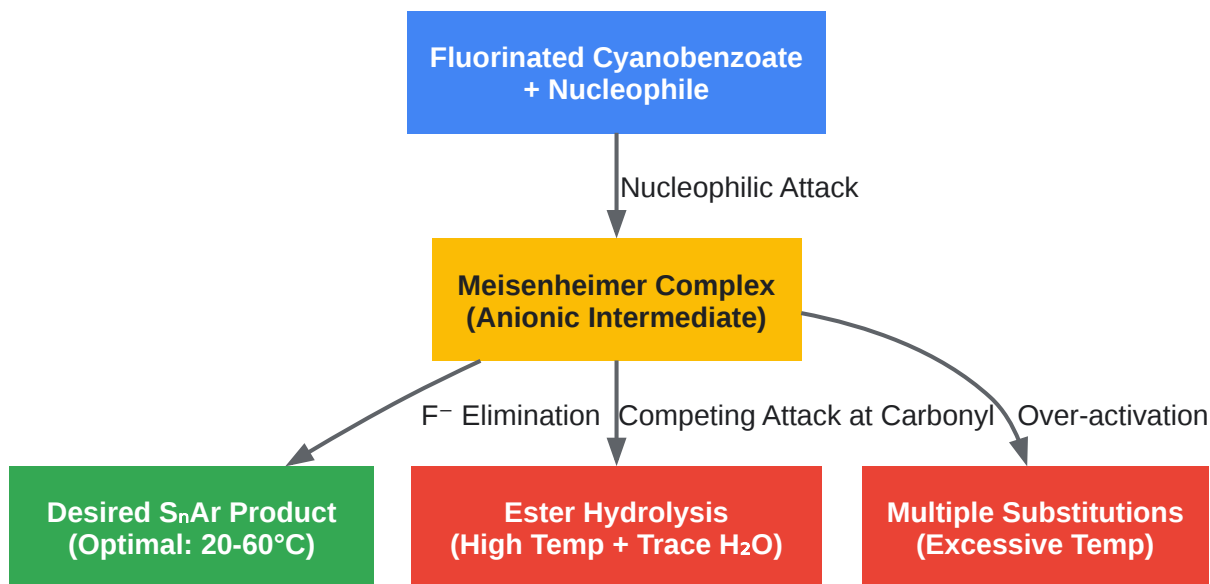 Fluorinated Cyanobenzoate
+ Nucleophile
Nucleophilic Attack
Meisenheimer Complex
(Anionic Intermediate)
F⁻ Elimination
Competing Attack at Carbonyl
Over-activation
Desired SₙAr Product
(Optimal: 20-60°C)
Ester Hydrolysis
(High Temp + Trace H₂O)
Multiple Substitutions
(Excessive Temp)